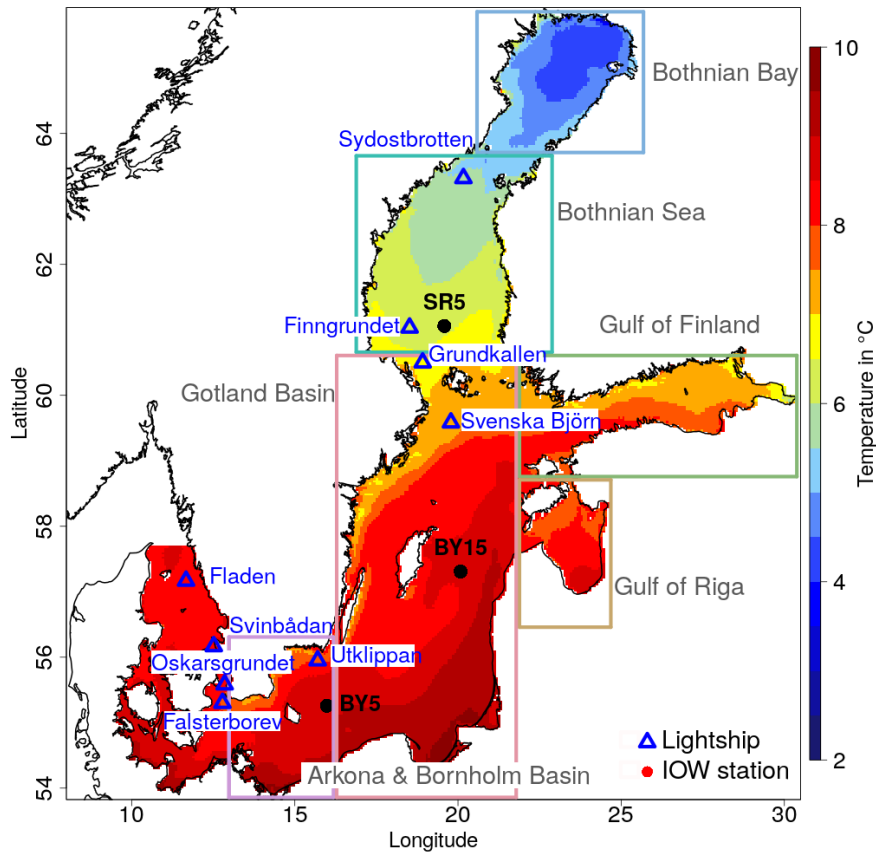 Bothnian Bay
Sydostbrotten
Bothnian Sea
SR5
Finngrundet
Gulf of Finland
Grundkallen
Gotland Basin
Svenska Björn
BY15
Fladen
Gulf of Riga
Svinbådan
Oskarsgrundet
Utklippan
BY5
Falsterborev
Lightship
IOW station
Arkona & Bornholm Basin
54
56
58
60
62
64
Latitude
10
15
20
25
30
Longitude
10
8
6
4
2
Temperature in °C